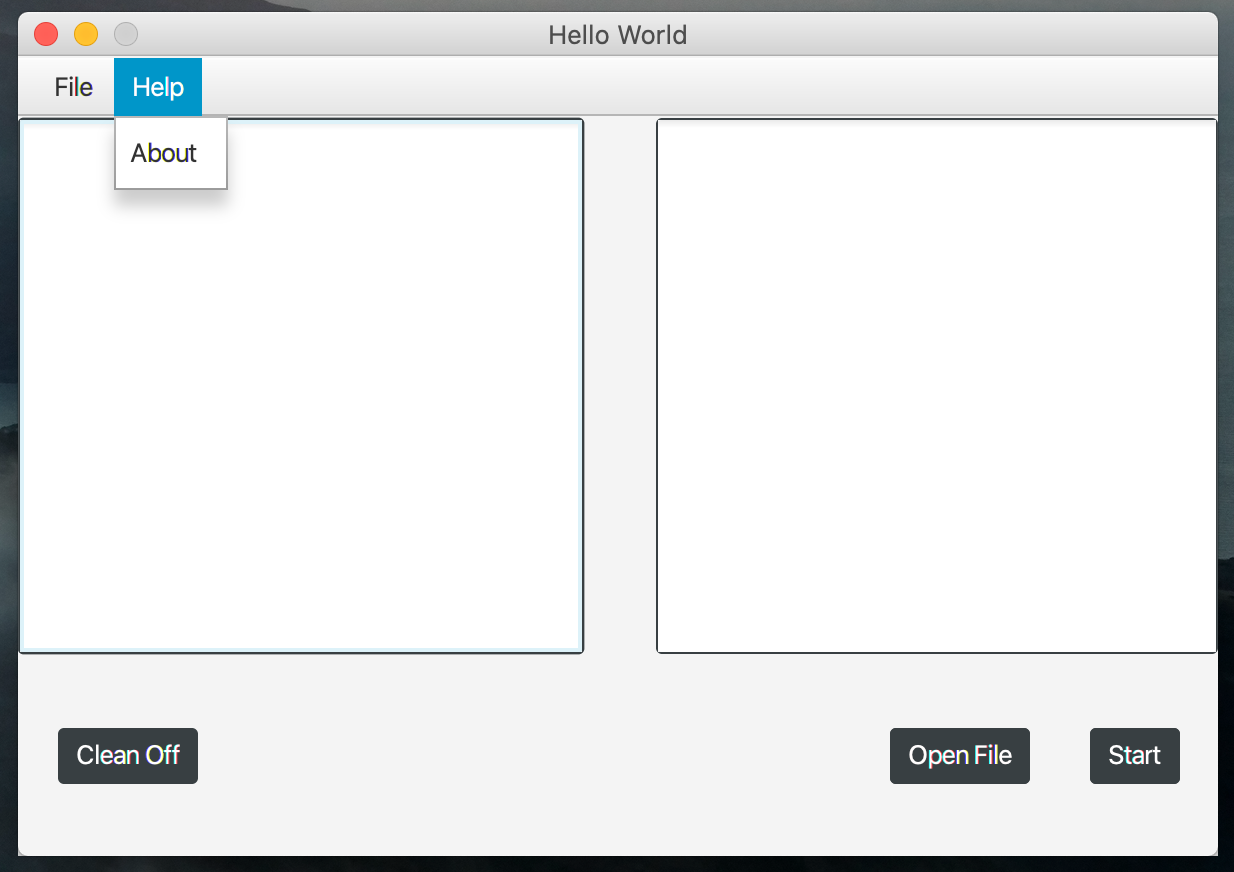 Hello World
File Help
About
Clean Off Open File Start